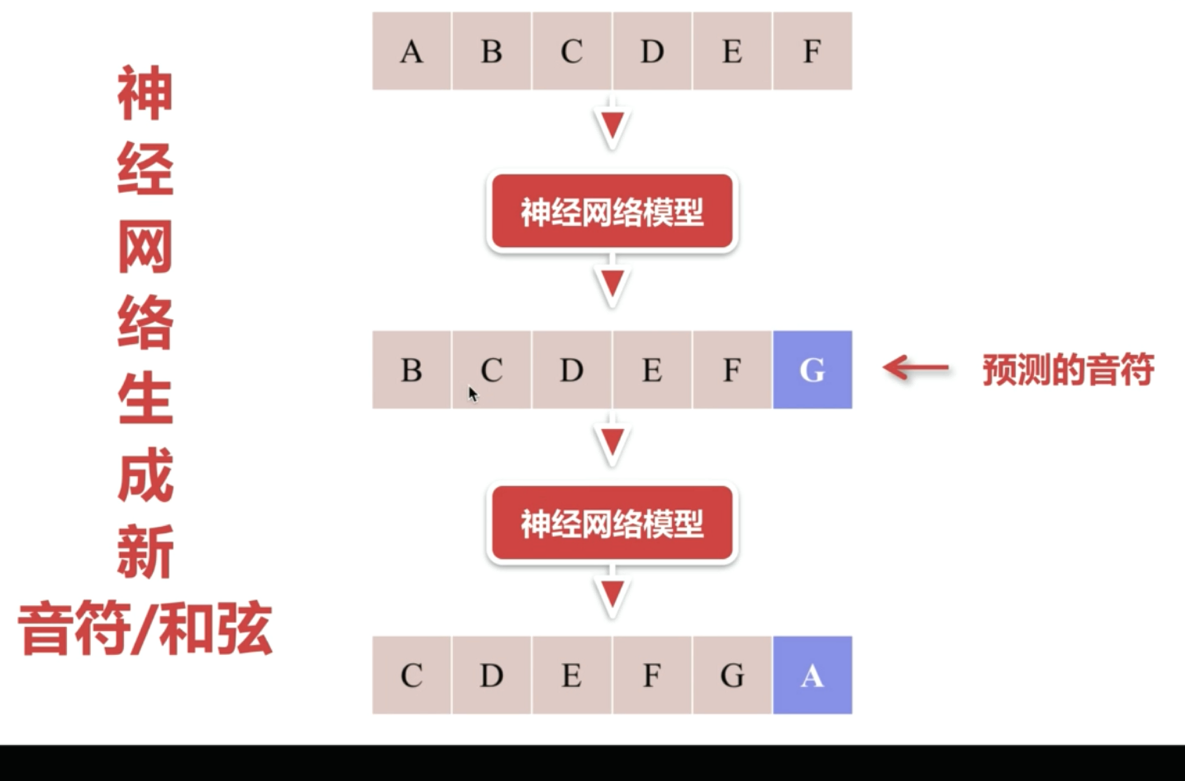 神经网络生成新
音符/和弦
A B C D E F
神经网络模型
B C D E F G
预测的音符
神经网络模型
C D E F G A